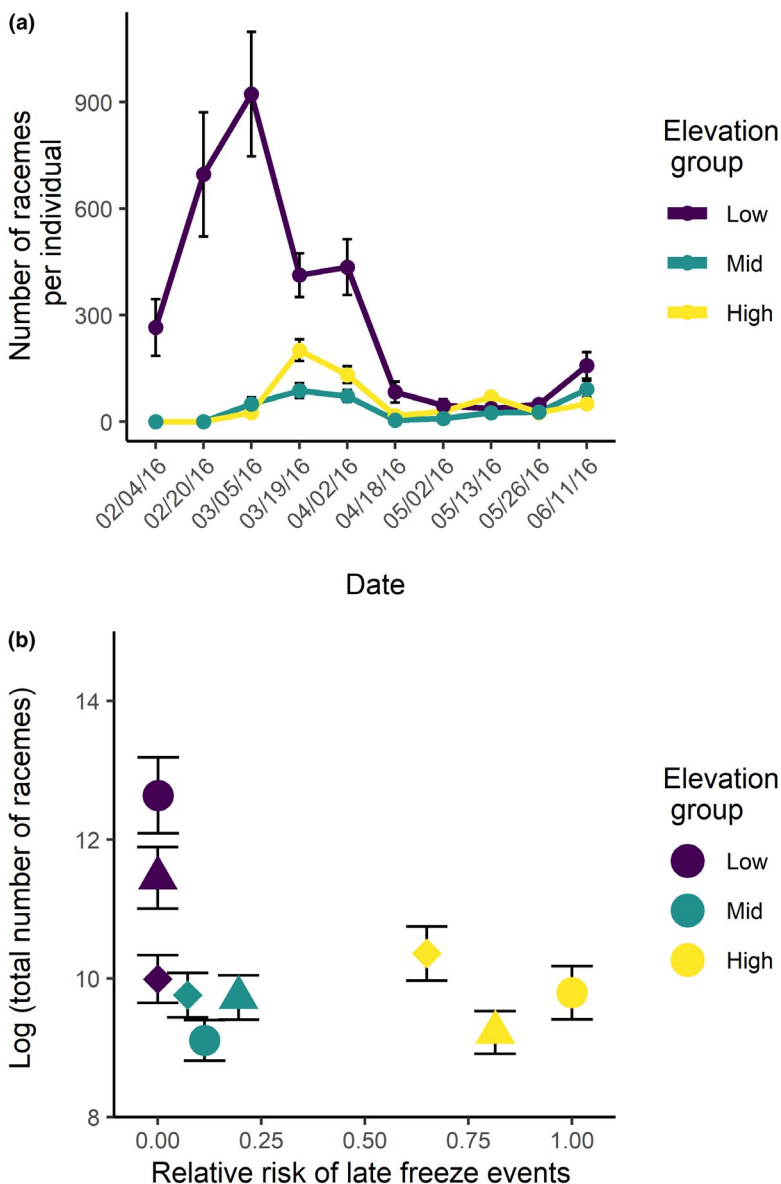 (a)
Number of racemes
per individual
900
600
300
0
02/04/16
02/20/16
03/05/16
03/19/16
04/02/16
04/18/16
05/02/16
05/13/16
05/26/16
06/11/16
Date
Elevation
group
Low
Mid
High
(b)
Log (total number of racemes)
14
12
10
8
0.00
0.25
0.50
0.75
1.00
Relative risk of late freeze events
Elevation
group
Low
Mid
High